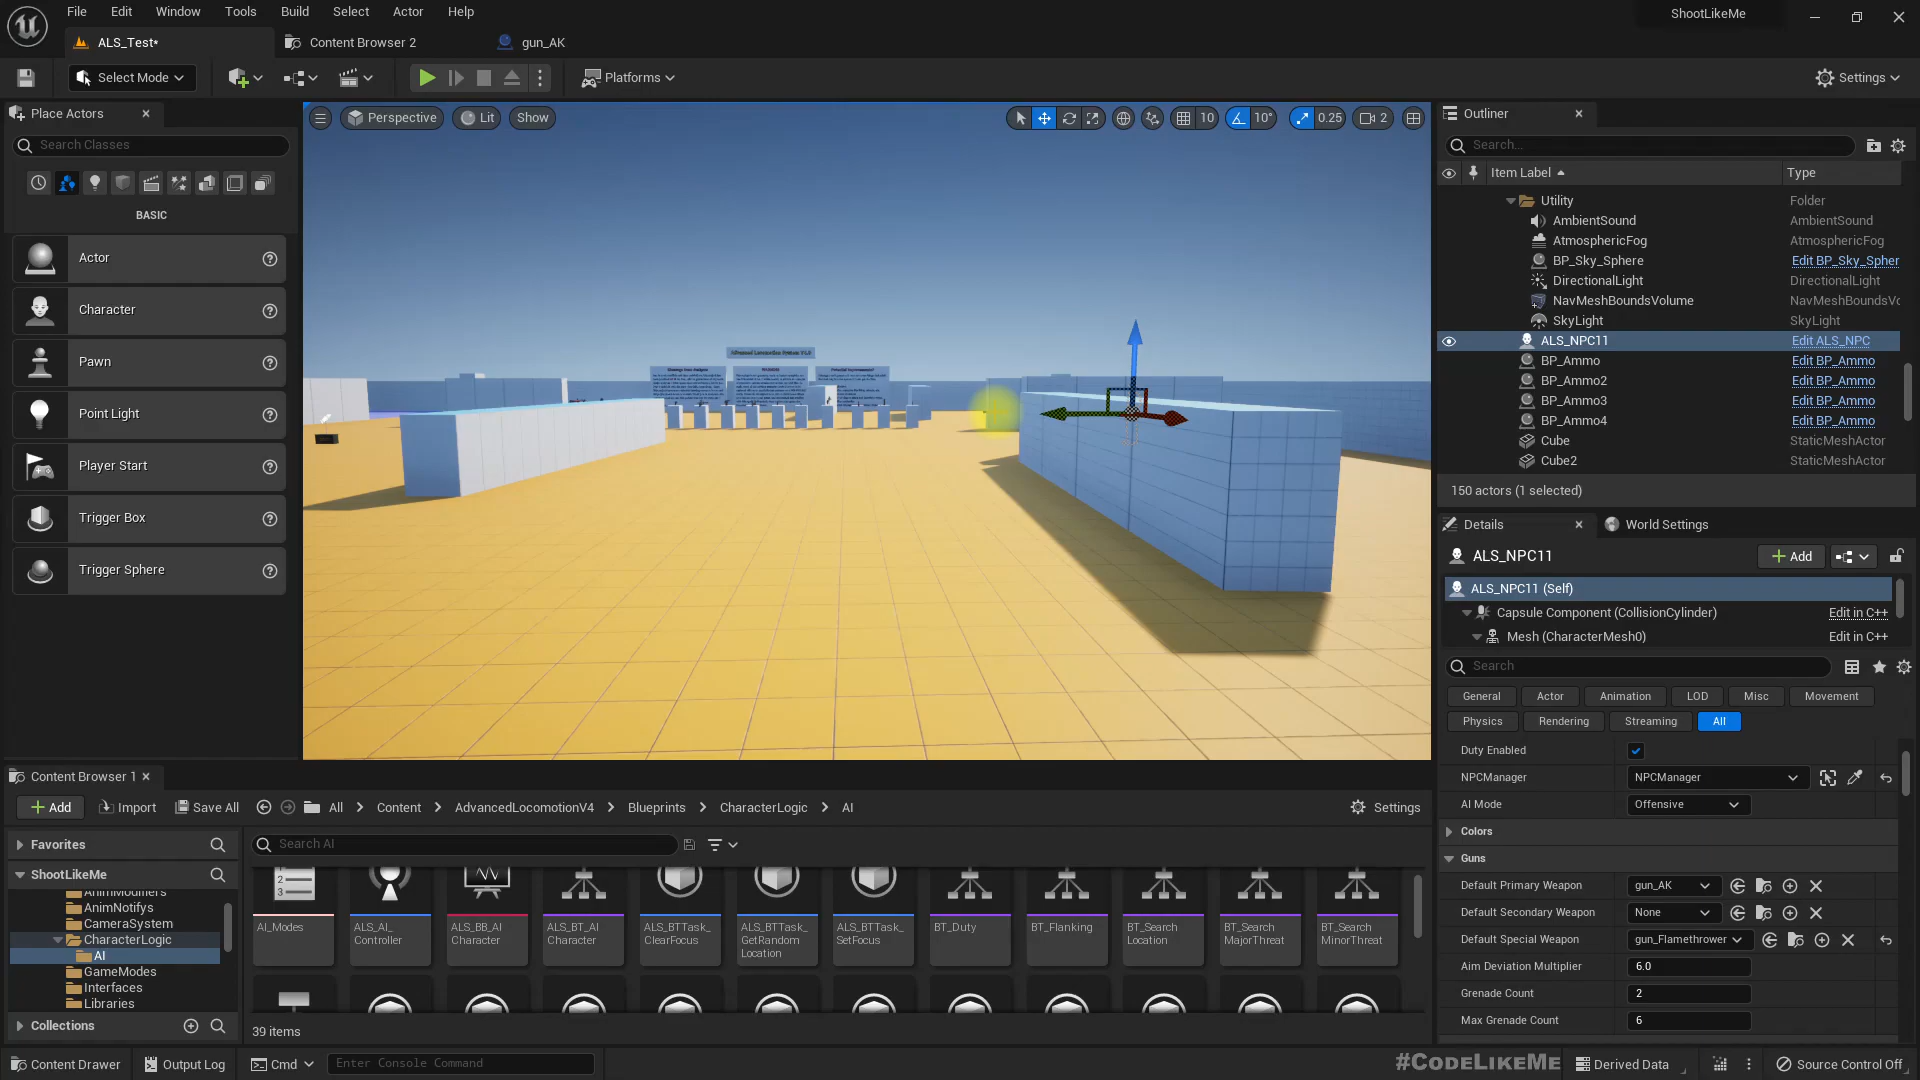 File Edit Window Tools Build Select Actor Help
ShootLikeMe
ALS_Test*
Content Browser 2
gun_AK
Select Mode
Platforms
Settings
Place Actors
Search Classes
BASIC
Actor
Character
Pawn
Point Light
Player Start
Trigger Box
Trigger Sphere
Perspective Lit Show
10 10° 0.25 2
Advanced Locomotion System V4.0
Outliner
Search...
Item Label Type
Utility Folder
AmbientSound AmbientSound
AtmosphericFog AtmosphericFog
BP_Sky_Sphere Edit BP_Sky_Spher
DirectionalLight DirectionalLight
NavMeshBoundsVolume NavMeshBoundsVo
SkyLight SkyLight
ALS_NPC11 Edit ALS_NPC
BP_Ammo Edit BP_Ammo
BP_Ammo2 Edit BP_Ammo
BP_Ammo3 Edit BP_Ammo
BP_Ammo4 Edit BP_Ammo
Cube StaticMeshActor
Cube2 StaticMeshActor
150 actors (1 selected)
Details World Settings
ALS_NPC11 Add
ALS_NPC11 (Self)
Capsule Component (CollisionCylinder) Edit in C++
Mesh (CharacterMesh0) Edit in C++
Search
General Actor Animation LOD Misc Movement
Physics Rendering Streaming All
Duty Enabled
NPCManager NPCManager
AI Mode Offensive
Colors
Guns
Default Primary Weapon gun_AK
Default Secondary Weapon None
Default Special Weapon gun_Flamethrower
Aim Deviation Multiplier 6.0
Grenade Count 2
Max Grenade Count 6
Content Browser 1
Add Import Save All All Content AdvancedLocomotionV4 Blueprints CharacterLogic AI Settings
Favorites
ShootLikeMe
AnimModifiers
AnimNotifys
CameraSystem
CharacterLogic
AI
GameModes
Interfaces
Libraries
Collections
Search AI
AI_Modes
ALS_AI_
Controller
ALS_BB_AI
Character
ALS_BT_AI
Character
ALS_BTTask_
ClearFocus
ALS_BTTask_
GetRandom
Location
ALS_BTTask_
SetFocus
BT_Duty
BT_Flanking
BT_Search
Location
BT_Search
MajorThreat
BT_Search
MinorThreat
39 items
Content Drawer Output Log Cmd Enter Console Command
#CODELIKEME
Derived Data Source Control Off